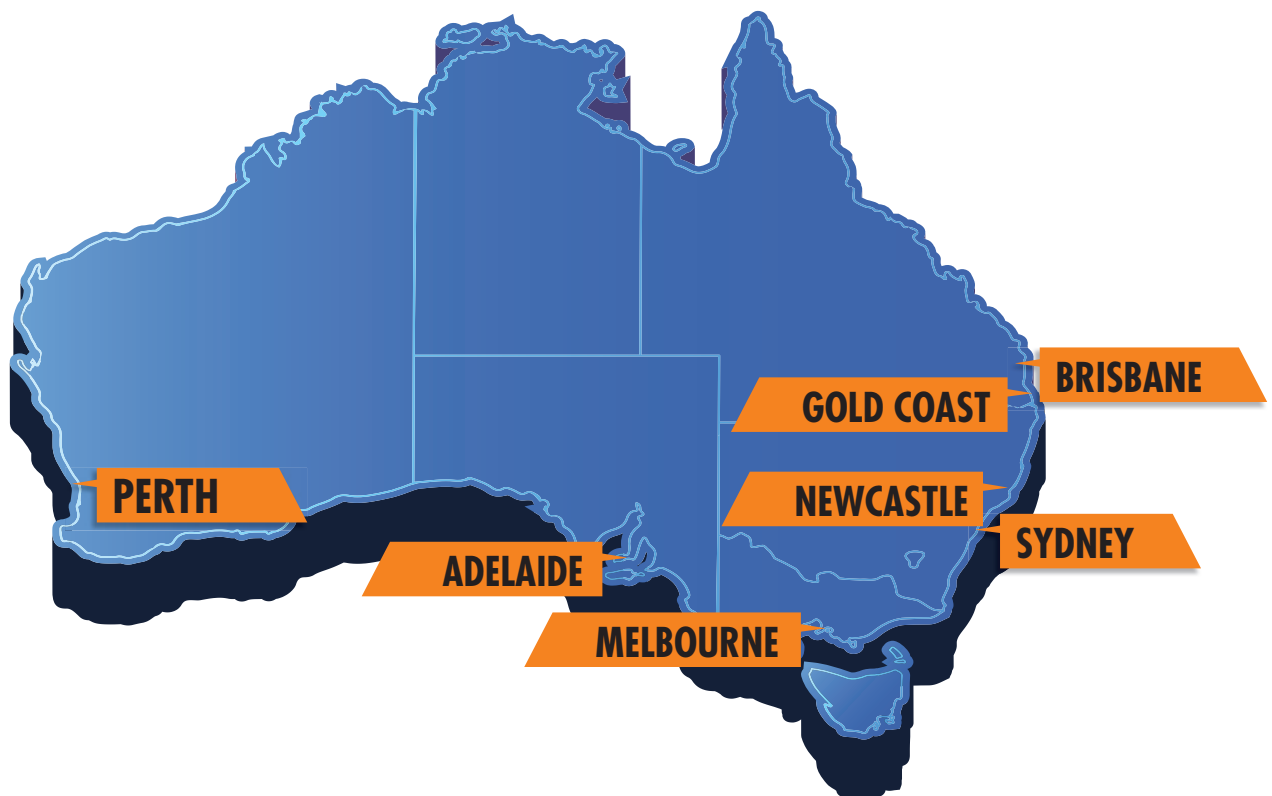 BRISBANE
GOLD COAST
PERTH
NEWCASTLE
SYDNEY
ADELAIDE
MELBOURNE